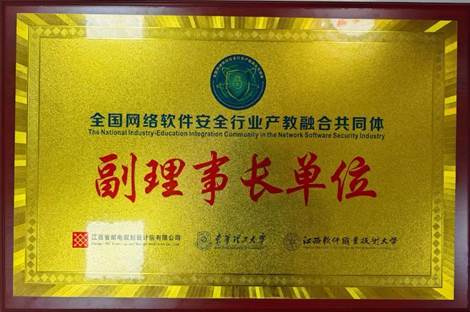 全国网络软件安全行业产教融合共同体
The National Industry-Education Integration Community in the Network Software Security Industry
副理事长单位
江西省邮电规划设计院有限公司
东华理工大学
江西软件职业技术大学